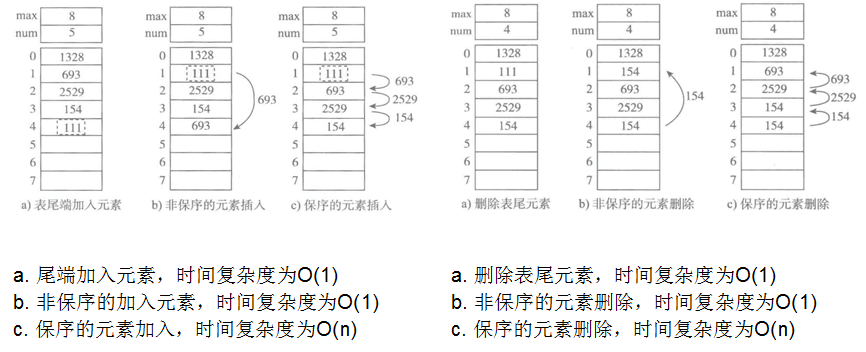 max 8
num 5
0 1328
1 693
2 2529
3 154
4 111
5
6
7
a) 表尾端加入元素
max 8
num 5
0 1328
1 111
2 2529
3 154
4 693
5
6
7
693
b) 非保序的元素插入
max 8
num 5
0 1328
1 111
2 693
3 2529
4 154
5
6
7
693
2529
154
c) 保序的元素插入
max 8
num 4
0 1328
1 111
2 693
3 2529
4 154
5
6
7
a) 删除表尾元素
max 8
num 4
0 1328
1 154
2 693
3 2529
4 154
5
6
7
154
b) 非保序的元素删除
max 8
num 4
0 1328
1 693
2 2529
3 154
4 154
5
6
7
693
2529
154
c) 保序的元素删除
a. 尾端加入元素，时间复杂度为O(1)
b. 非保序的加入元素，时间复杂度为O(1)
c. 保序的元素加入，时间复杂度为O(n)
a. 删除表尾元素，时间复杂度为O(1)
b. 非保序的元素删除，时间复杂度为O(1)
c. 保序的元素删除，时间复杂度为O(n)